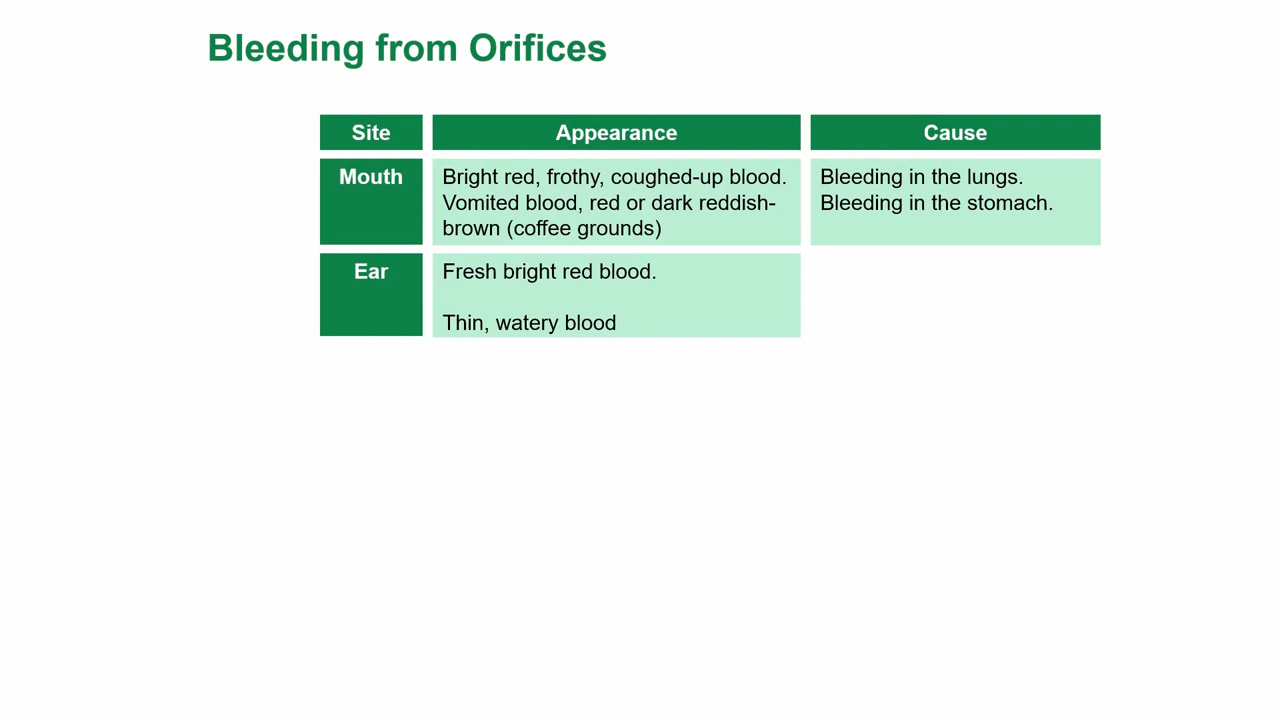 Bleeding from Orifices
Site Appearance Cause
Mouth
Bright red, frothy, coughed-up blood.
Vomited blood, red or dark reddish-
brown (coffee grounds)
Bleeding in the lungs.
Bleeding in the stomach.
Ear
Fresh bright red blood.
Thin, watery blood